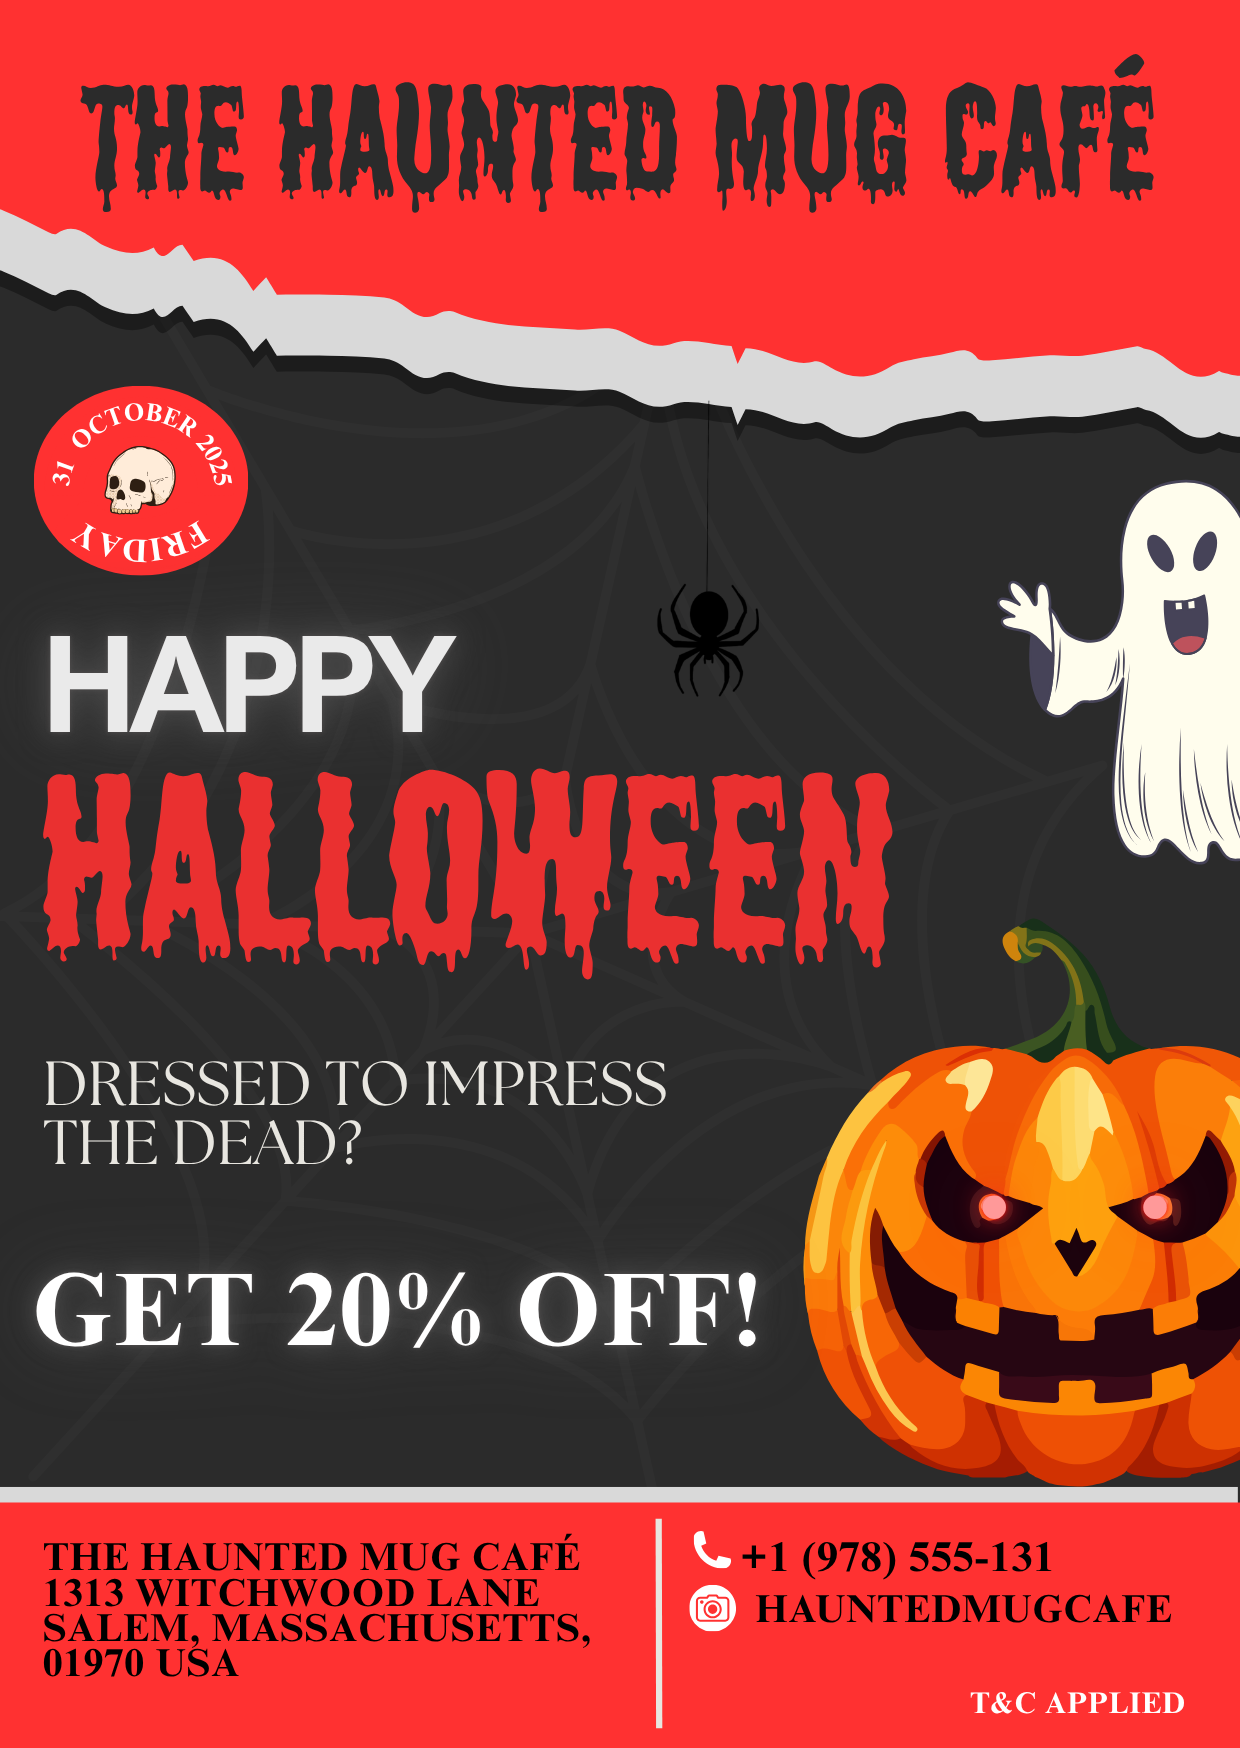 THE HAUNTED MUG CAFÉ
31 OCTOBER 2025
FRIDAY
HAPPY
HALLOWEEN
DRESSED TO IMPRESS
THE DEAD?
GET 20% OFF!
THE HAUNTED MUG CAFÉ
1313 WITCHWOOD LANE
SALEM, MASSACHUSETTS,
01970 USA
+1 (978) 555-131
HAUNTEDMUGCAFE
T&C APPLIED